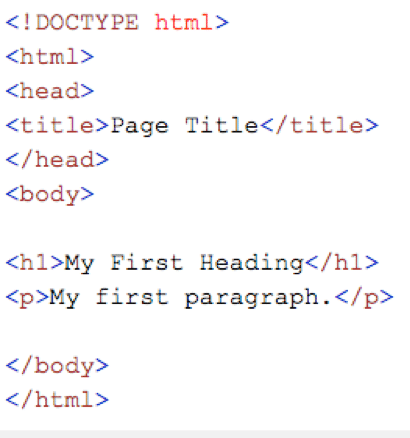 <!DOCTYPE html>
<html>
<head>
<title>Page Title</title>
</head>
<body>
<h1>My First Heading</h1>
<p>My first paragraph.</p>
</body>
</html>